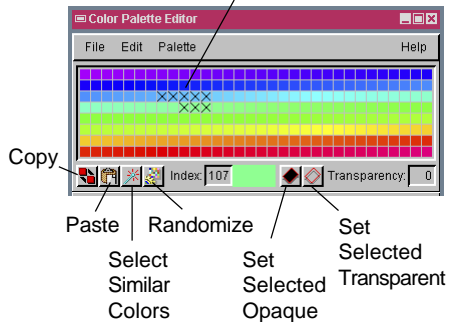 Color Palette Editor
File Edit Palette Help
Copy
Index: 107 Transparency: 0
Paste
Randomize
Select
Similar
Colors
Set
Selected
Opaque
Set
Selected
Transparent